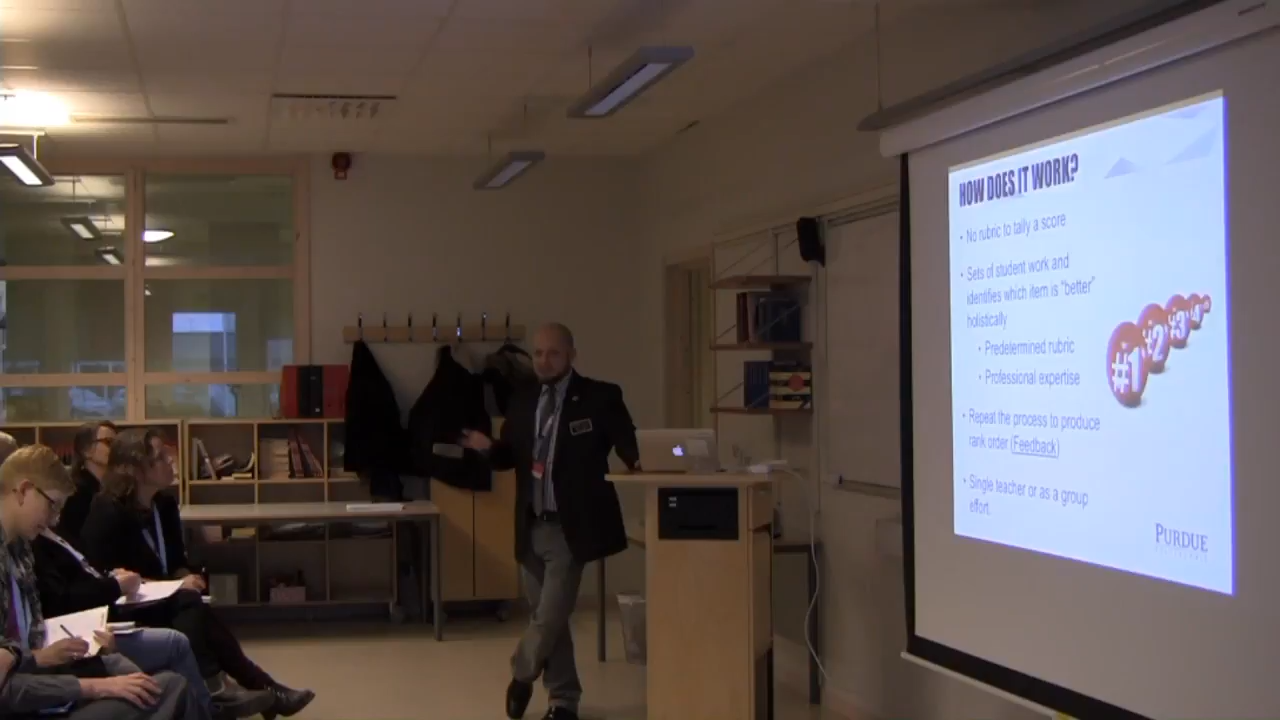 HOW DOES IT WORK?
• No rubric to tally a score
• Sets of student work and
identifies which item is "better"
holistically
• Predetermined rubric
• Professional expertise
• Repeat the process to produce
rank order (Feedback)
• Single teacher or as a group
effort.
#1
#2
#3
#4
PURDUE